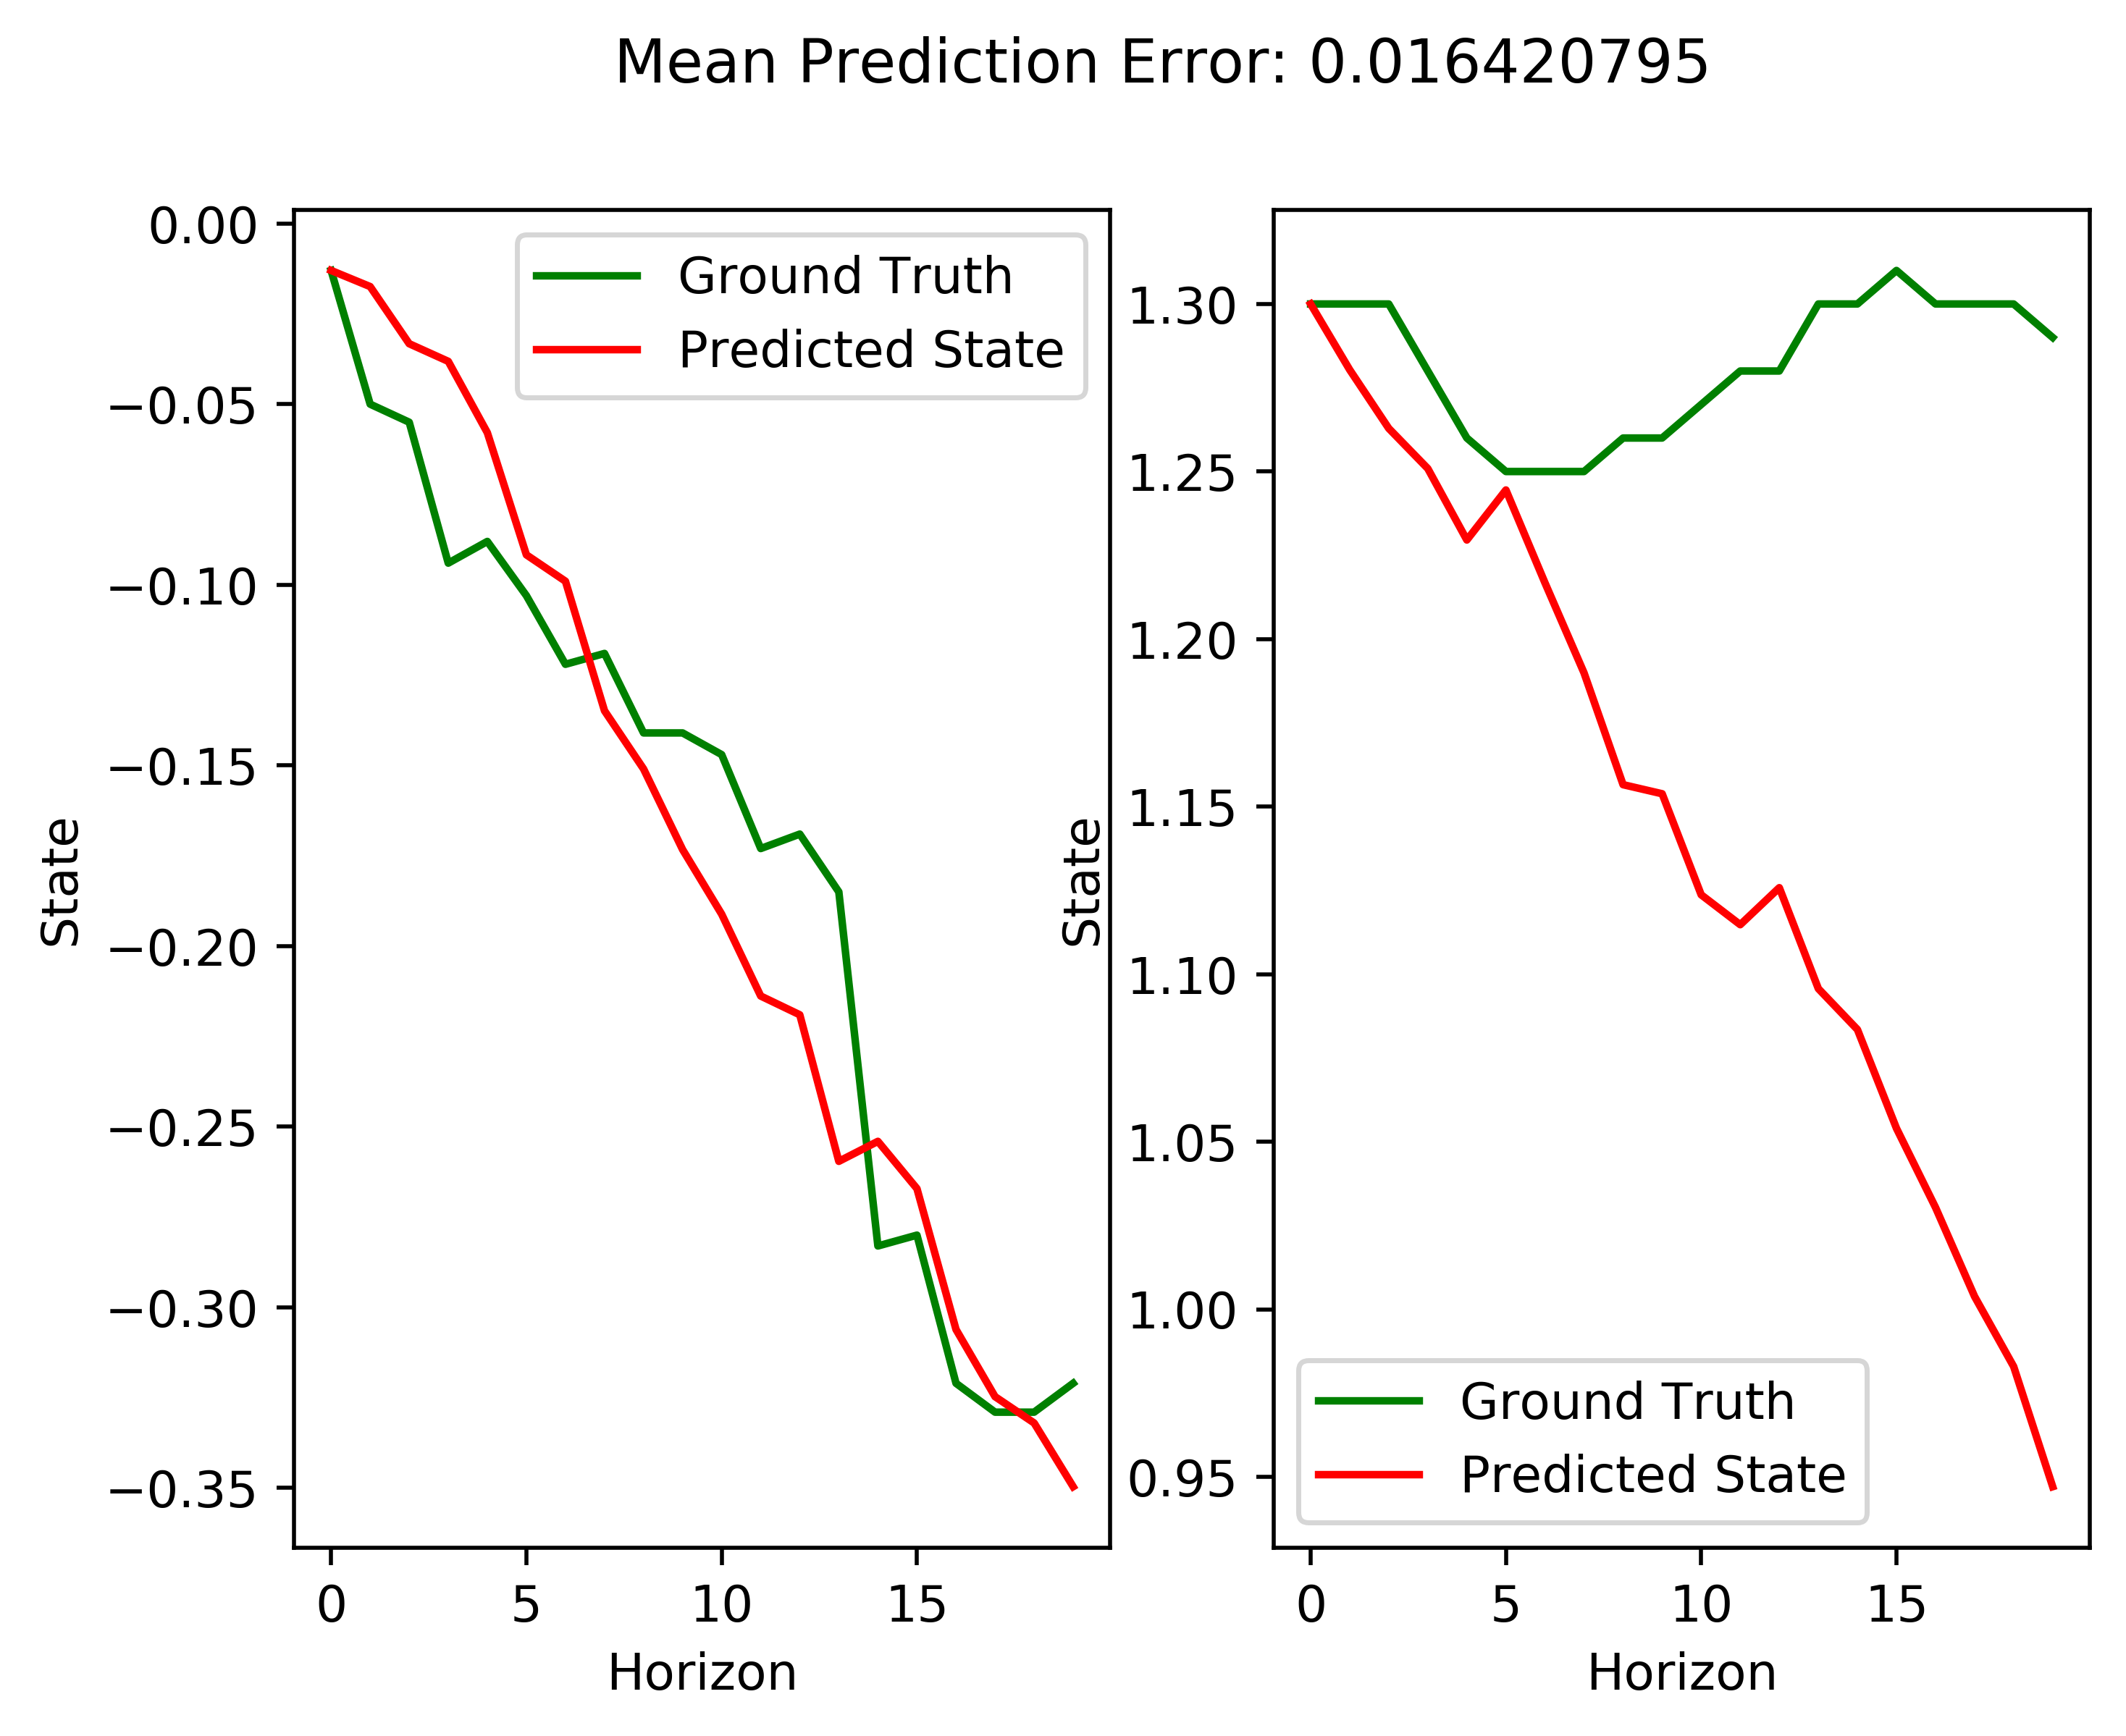 Mean Prediction Error: 0.016420795
0.00
−0.05
−0.10
−0.15
−0.20
−0.25
−0.30
−0.35
State
Ground Truth
Predicted State
0
5
10
15
Horizon
1.30
1.25
1.20
1.15
1.10
1.05
1.00
0.95
State
Ground Truth
Predicted State
0
5
10
15
Horizon